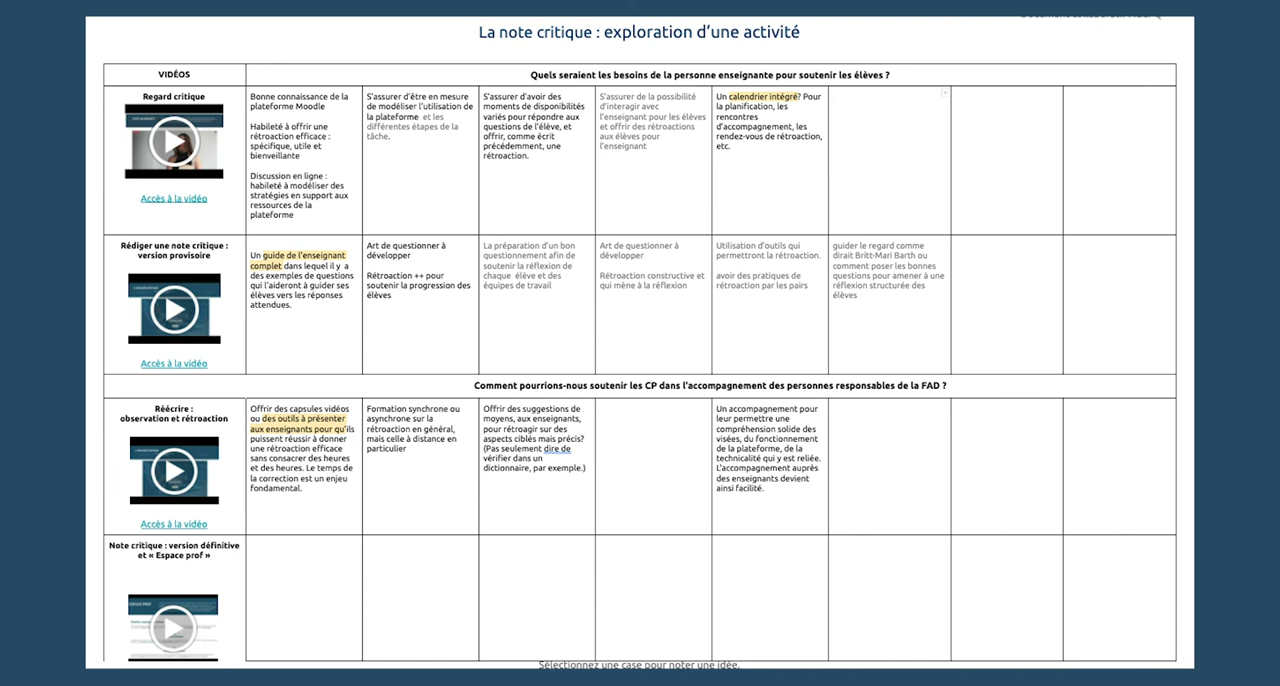 La note critique : exploration d'une activité
VIDÉOS
Quels seraient les besoins de la personne enseignante pour soutenir les élèves ?
Regard critique
Accès à la vidéo
Bonne connaissance de la
plateforme Moodle
Habileté à offrir une
rétroaction efficace :
spécifique, utile et
bienveillante
Discussion en ligne :
habileté à modéliser des
stratégies en support aux
ressources de la
plateforme
S'assurer d'être en mesure
de modéliser l'utilisation de
la plateforme et les
différentes étapes de la
tâche.
S'assurer d'avoir des
moments de disponibilités
variés pour répondre aux
questions de l'élève, et
offrir, comme écrit
précédemment, une
rétroaction.
S'assurer de la possibilité
d'interagir avec
l'enseignant pour les élèves
et offrir des rétroactions
aux élèves pour
l'enseignant
Un calendrier intégré? Pour
la planification, les
rencontres
d'accompagnement, les
rendez-vous de rétroaction,
etc.
Rédiger une note critique :
version provisoire
Accès à la vidéo
Un guide de l'enseignant
complet dans lequel il y a
des exemples de questions
qui l'aideront à guider ses
élèves vers les réponses
attendues.
Art de questionner à
développer
Rétroaction ++ pour
soutenir la progression des
élèves
La préparation d'un bon
questionnement afin de
soutenir la réflexion de
chaque élève et des
équipes de travail
Art de questionner à
développer
Rétroaction constructive et
qui mène à la réflexion
Utilisation d'outils qui
permettront la rétroaction.
avoir des pratiques de
rétroaction par les pairs
guider le regard comme
dirait Britt-Mari Barth ou
comment poser les bonnes
questions pour amener à une
réflexion structurée des
élèves
Comment pourrions-nous soutenir les CP dans l'accompagnement des personnes responsables de la FAD ?
Réécrire :
observation et rétroaction
Accès à la vidéo
Offrir des capsules vidéos
ou des outils à présenter
aux enseignants pour qu'ils
puissent réussir à donner
une rétroaction efficace
sans consacrer des heures
et des heures. Le temps de
la correction est un enjeu
fondamental.
Formation synchrone ou
asynchrone sur la
rétroaction en général,
mais celle à distance en
particulier
Offrir des suggestions de
moyens, aux enseignants,
pour rétroagir sur des
aspects ciblés mais précis?
(Pas seulement dire de
vérifier dans un
dictionnaire, par exemple.)
Un accompagnement pour
leur permettre une
compréhension solide des
visées, du fonctionnement
de la plateforme, de la
technicalité qui y est reliée.
L'accompagnement auprès
des enseignants devient
ainsi facilité.
Note critique : version définitive
et « Espace prof »
Sélectionnez une case pour noter une idée.